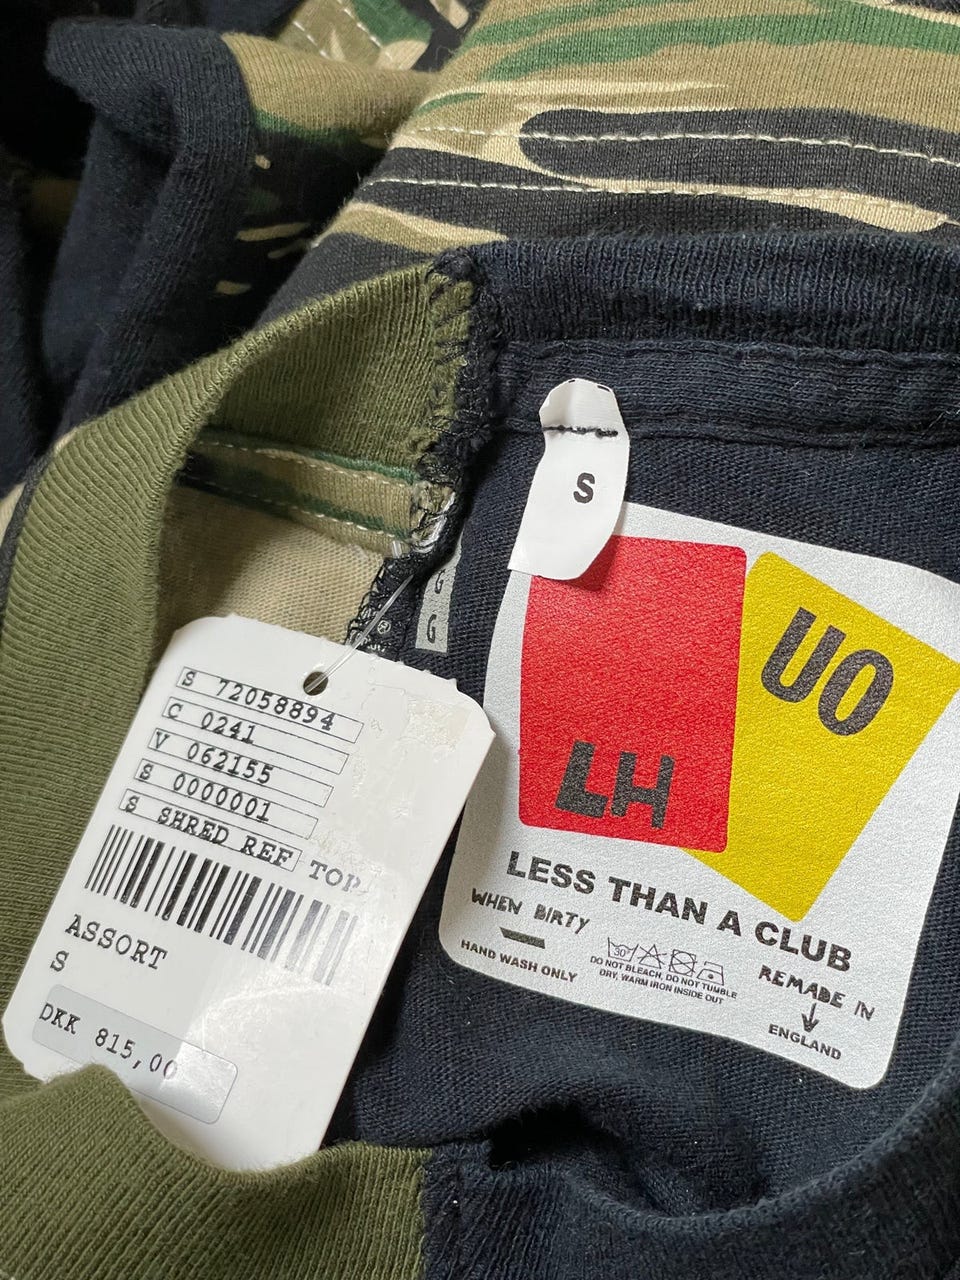 S
G
G
UO
LH
LESS THAN A CLUB
WHEN DIRTY
HAND WASH ONLY
30°
DO NOT BLEACH, DO NOT TUMBLE
DRY, WARM IRON INSIDE OUT
REMADE IN
ENGLAND
S 72058894
C 0241
V 062155
S 0000001
S SHRED REF TOP
ASSORT
S
DKK 815,00